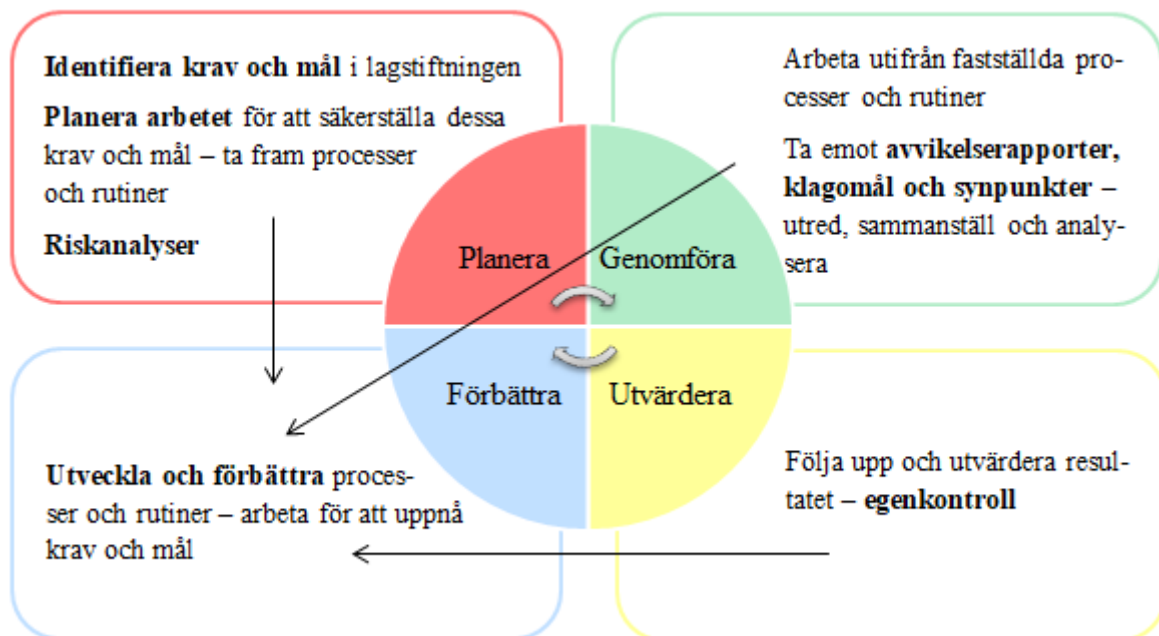 Identifiera krav och mål i lagstiftningen
Planera arbetet för att säkerställa dessa
krav och mål – ta fram processer
och rutiner
Riskanalyser
Arbeta utifrån fastställda pro-
cesser och rutiner
Ta emot avvikelserapporter,
klagomål och synpunkter –
utred, sammanställ och analy-
sera
Planera
Genomföra
Förbättra
Utvärdera
Utveckla och förbättra proces-
ser och rutiner – arbeta för att uppnå
krav och mål
Följa upp och utvärdera resul-
tatet – egenkontroll